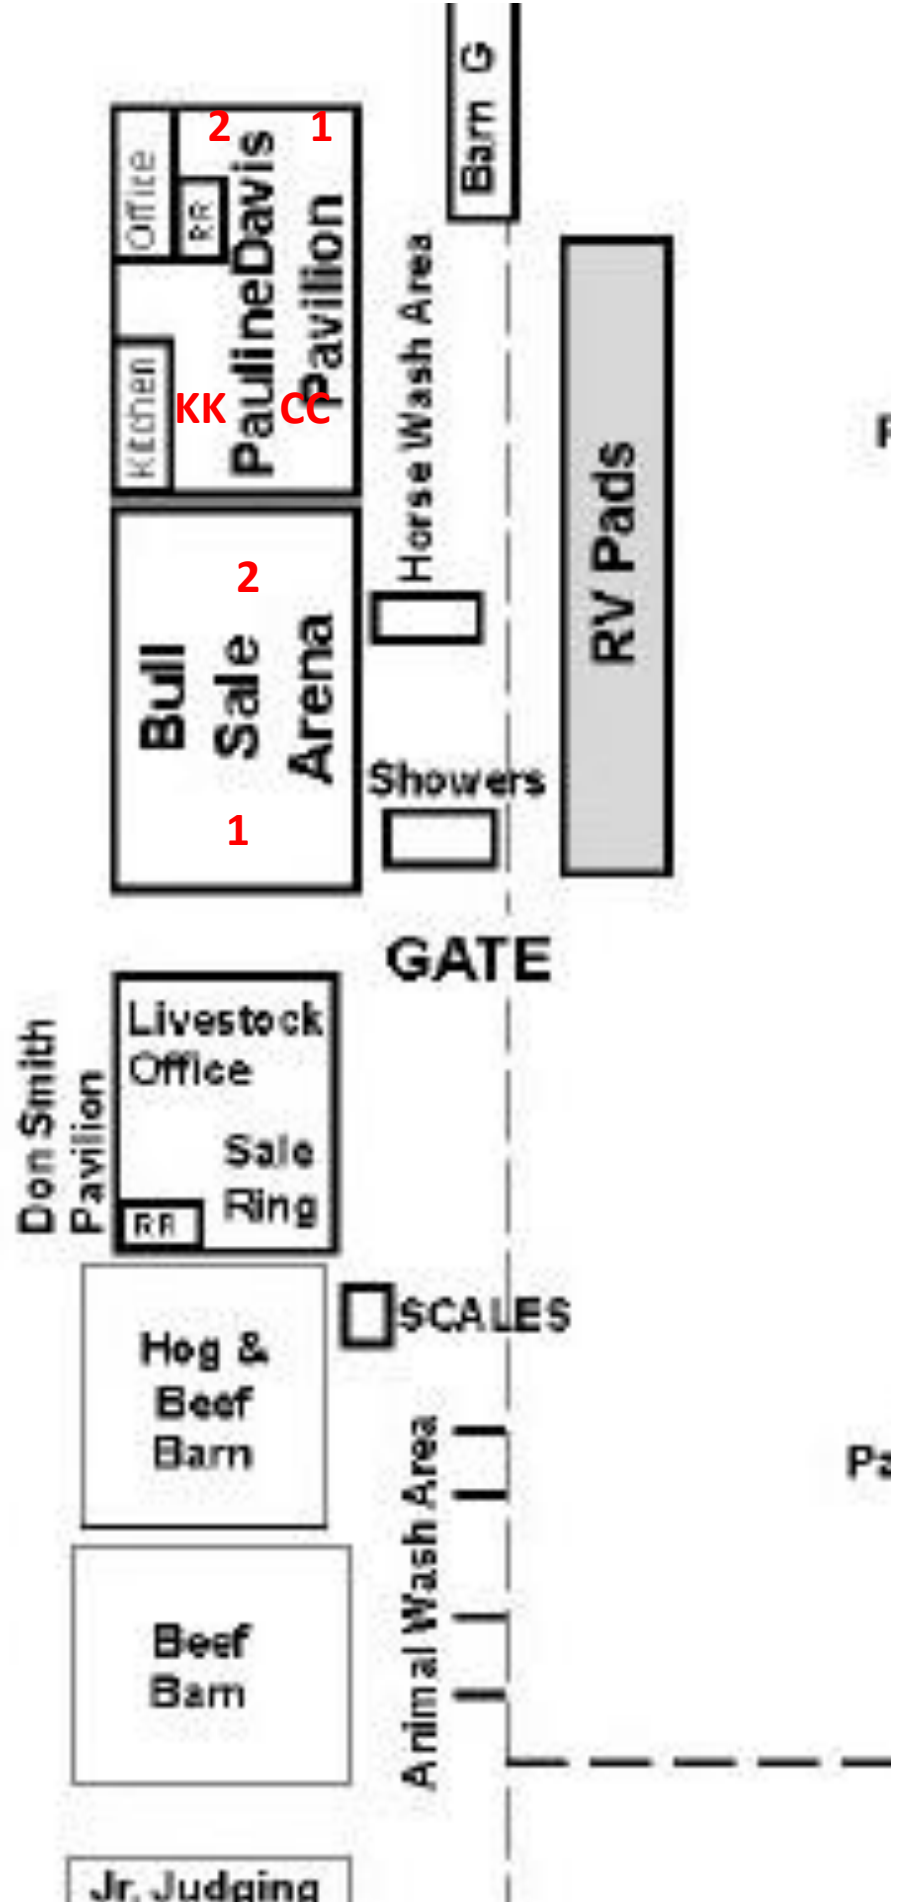 Barn G
2 1
Office
RR
Pauline Davis
Pavilion
Kitchen
KK CC
Horse Wash Area
RV Pads
2
Bull
Sale
Arena
1
Showers
GATE
Don Smith
Pavilion
Livestock
Office
Sale
Ring
RR
SCALES
Hog &
Beef
Barn
Animal Wash Area
Beef
Barn
Jr. Judging